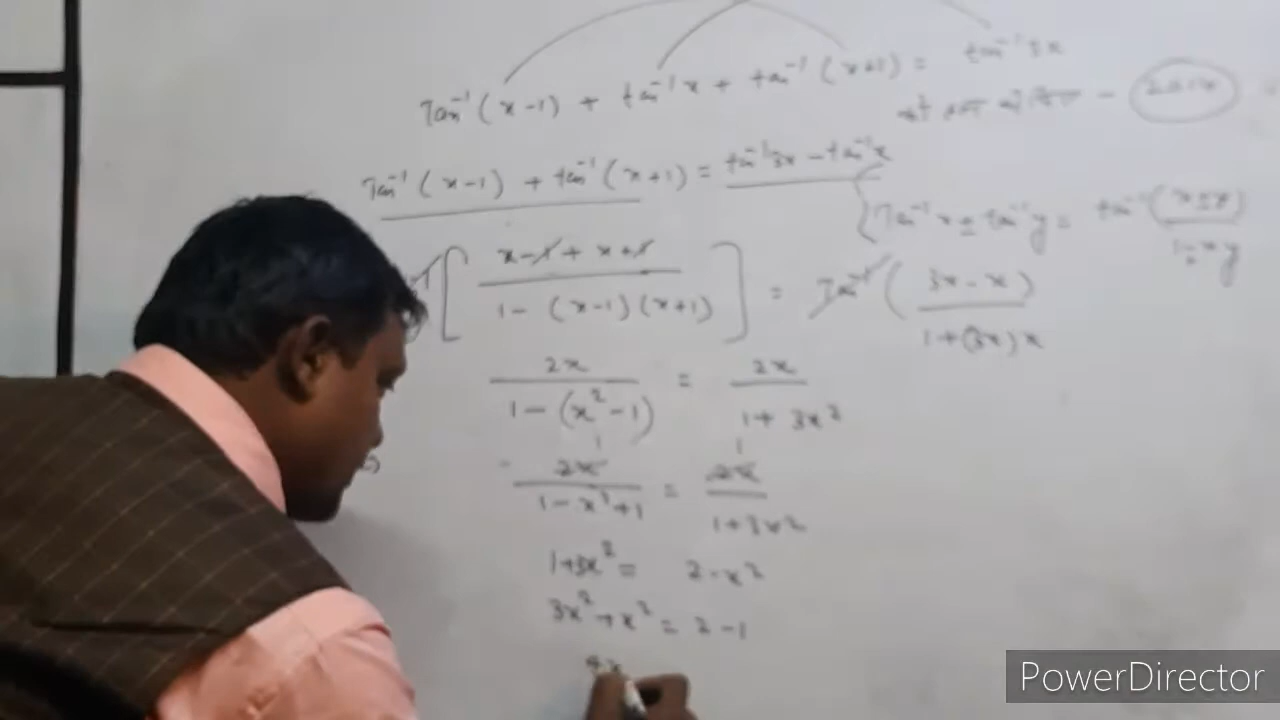 Tan⁻¹(x-1) + tan⁻¹x + tan⁻¹(x+1) = tan⁻¹3x
Tan⁻¹(x-1) + tan⁻¹(x+1) = tan⁻¹3x - tan⁻¹x
{Tan⁻¹x ± tan⁻¹y = tan⁻¹(x±y / 1∓xy)
[x-1 + x+1 / 1 - (x-1)(x+1)] = Tan⁻¹(3x-x / 1+(3x)x)
2x / 1-(x²-1) = 2x / 1+3x²
2x / 1-x²+1 = 2x / 1+3x²
1+3x² = 2-x²
3x²+x² = 2-1
4x
PowerDirector